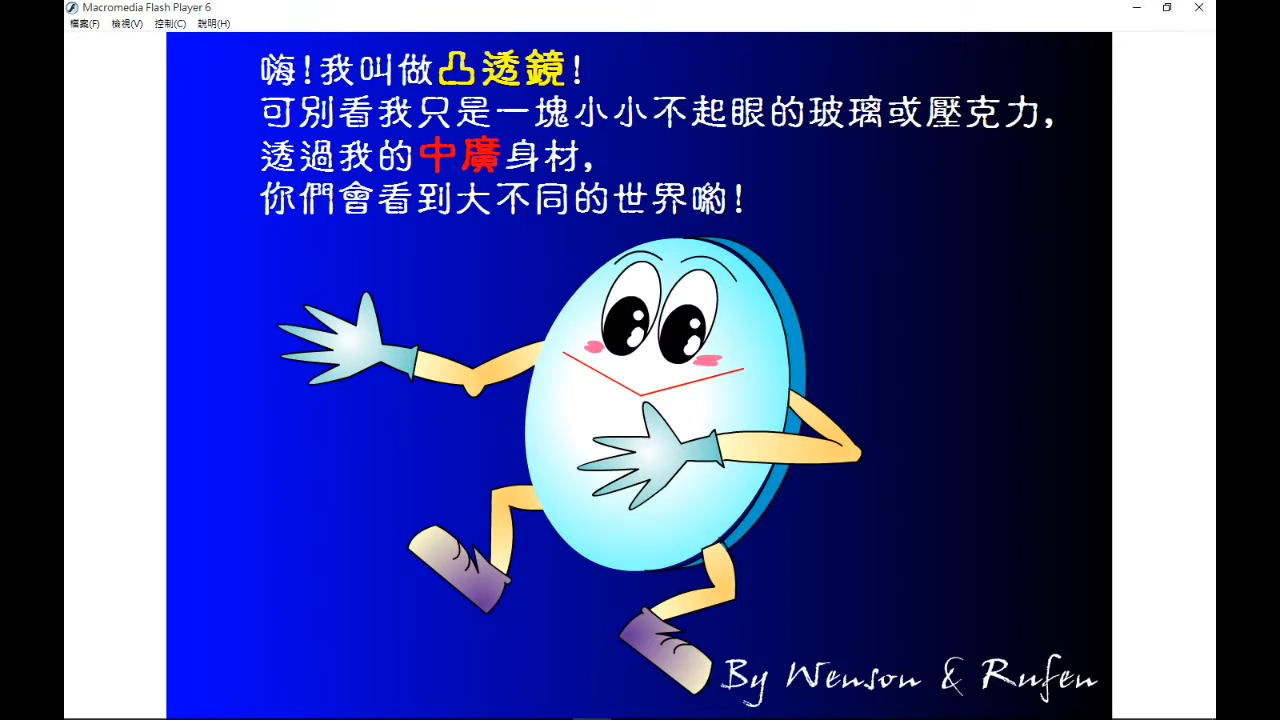 Macromedia Flash Player 6
檔案(F) 檢視(V) 控制(C) 說明(H)
嗨!我叫做凸透鏡!
可別看我只是一塊小小不起眼的玻璃或壓克力,
透過我的中廣身材,
你們會看到大不同的世界喲!
By Wenson & Rufen